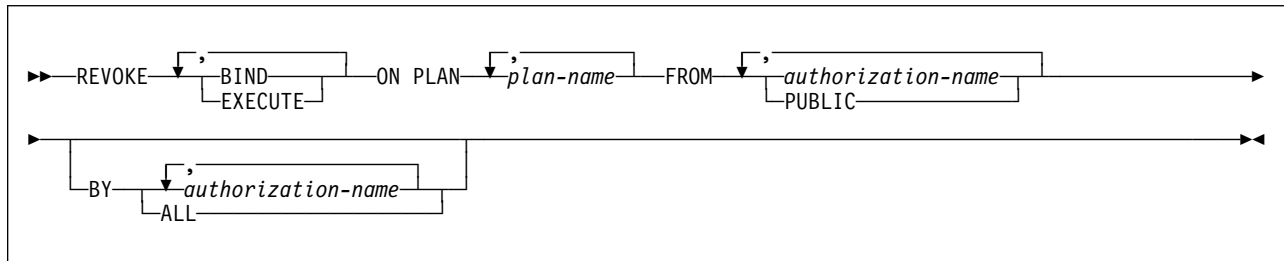 , , ,
REVOKE BIND ON PLAN plan-name FROM authorization-name
EXECUTE PUBLIC
,
BY authorization-name
ALL